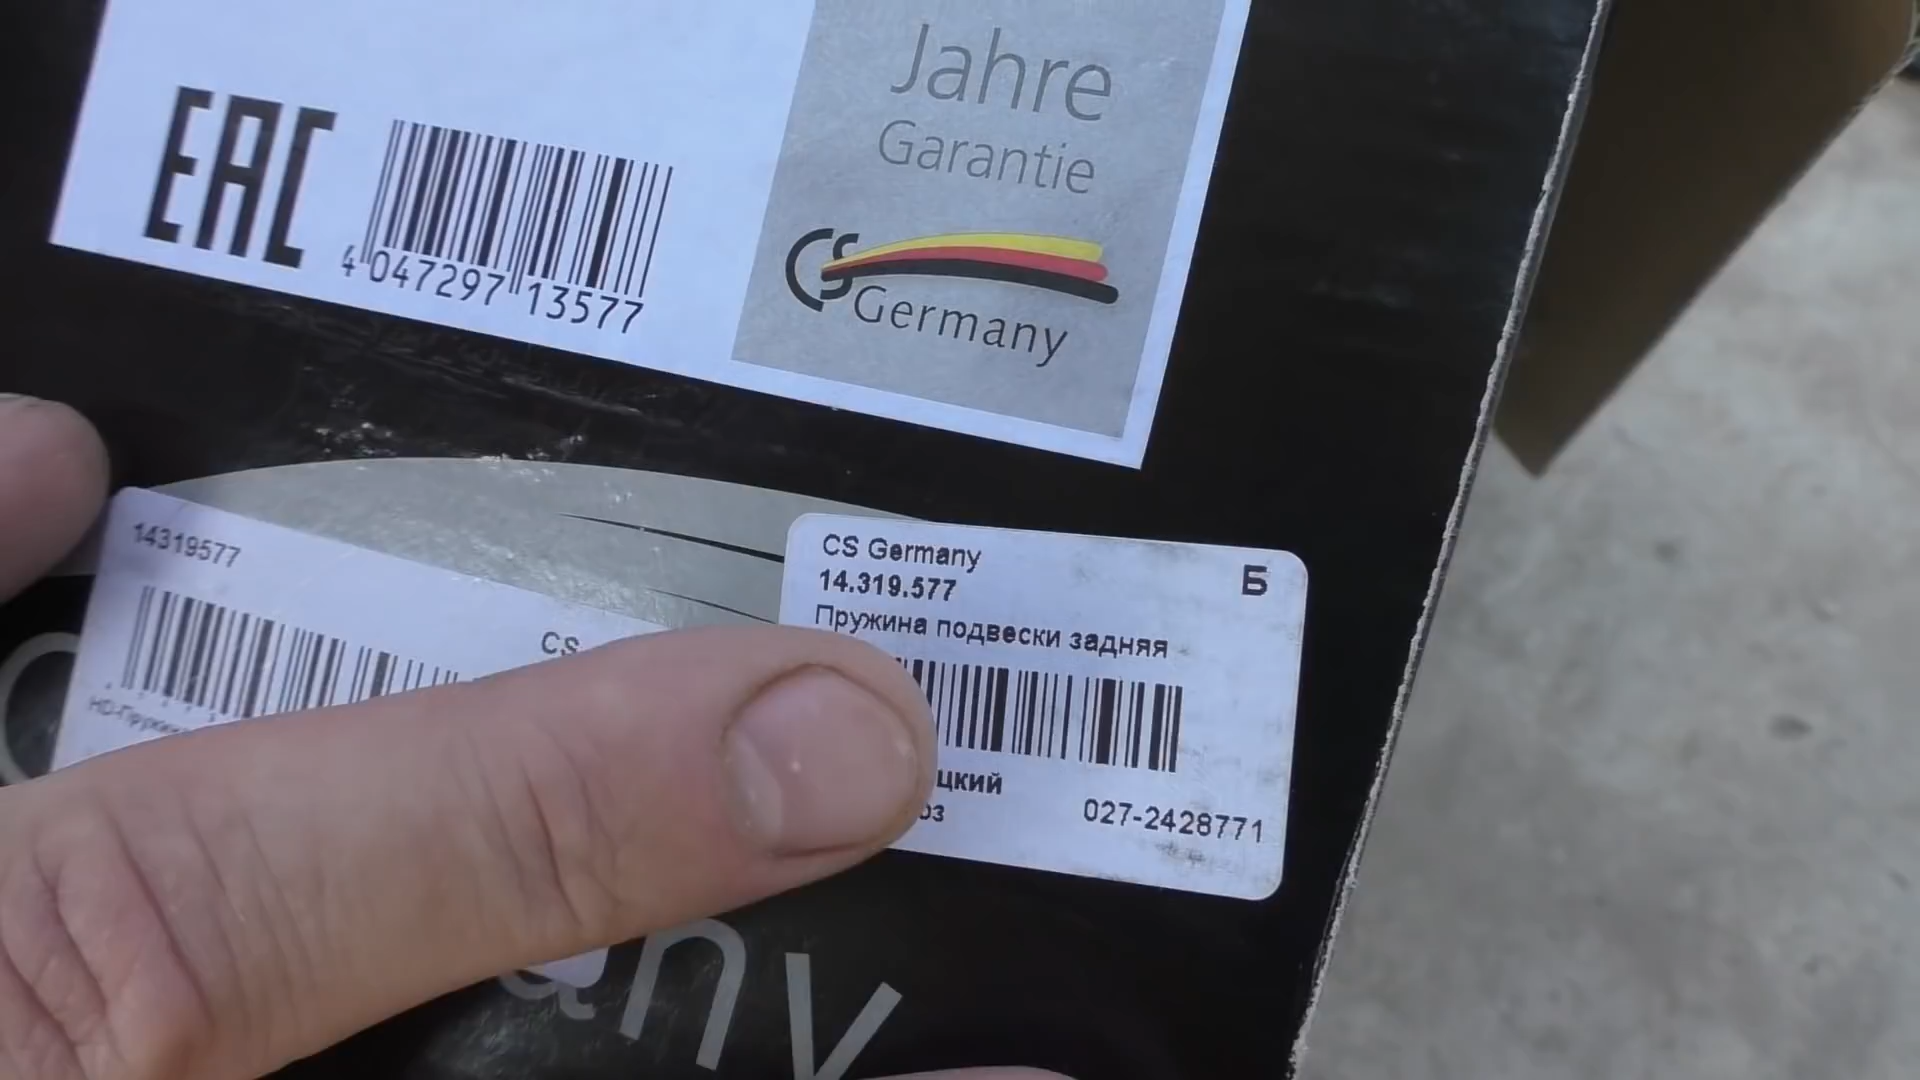 Jahre
Garantie
CS
Germany
EAC
4 047297 13577
14319577
CS
CS Germany
Б
14.319.577
Пружина подвески задняя
цкий
оз
027-2428771
any